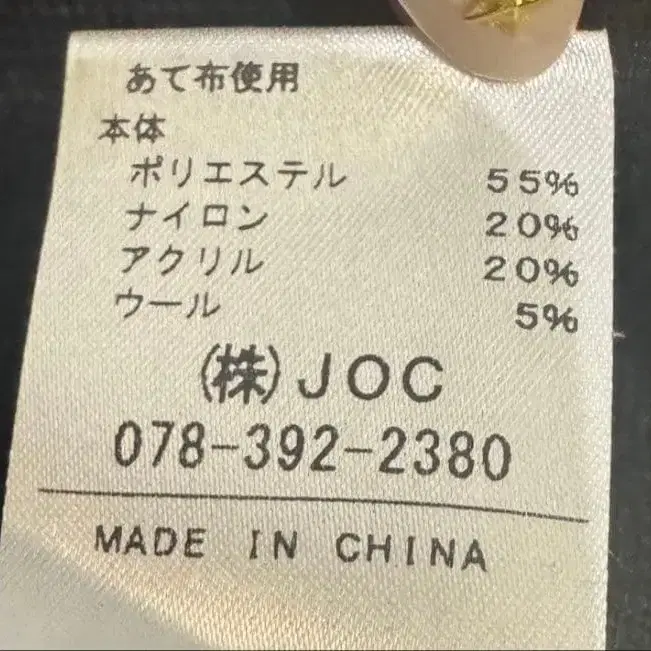 あて布使用
本体
ポリエステル 55%
ナイロン 20%
アクリル 20%
ウール 5%
(株)JOC
078-392-2380
MADE IN CHINA